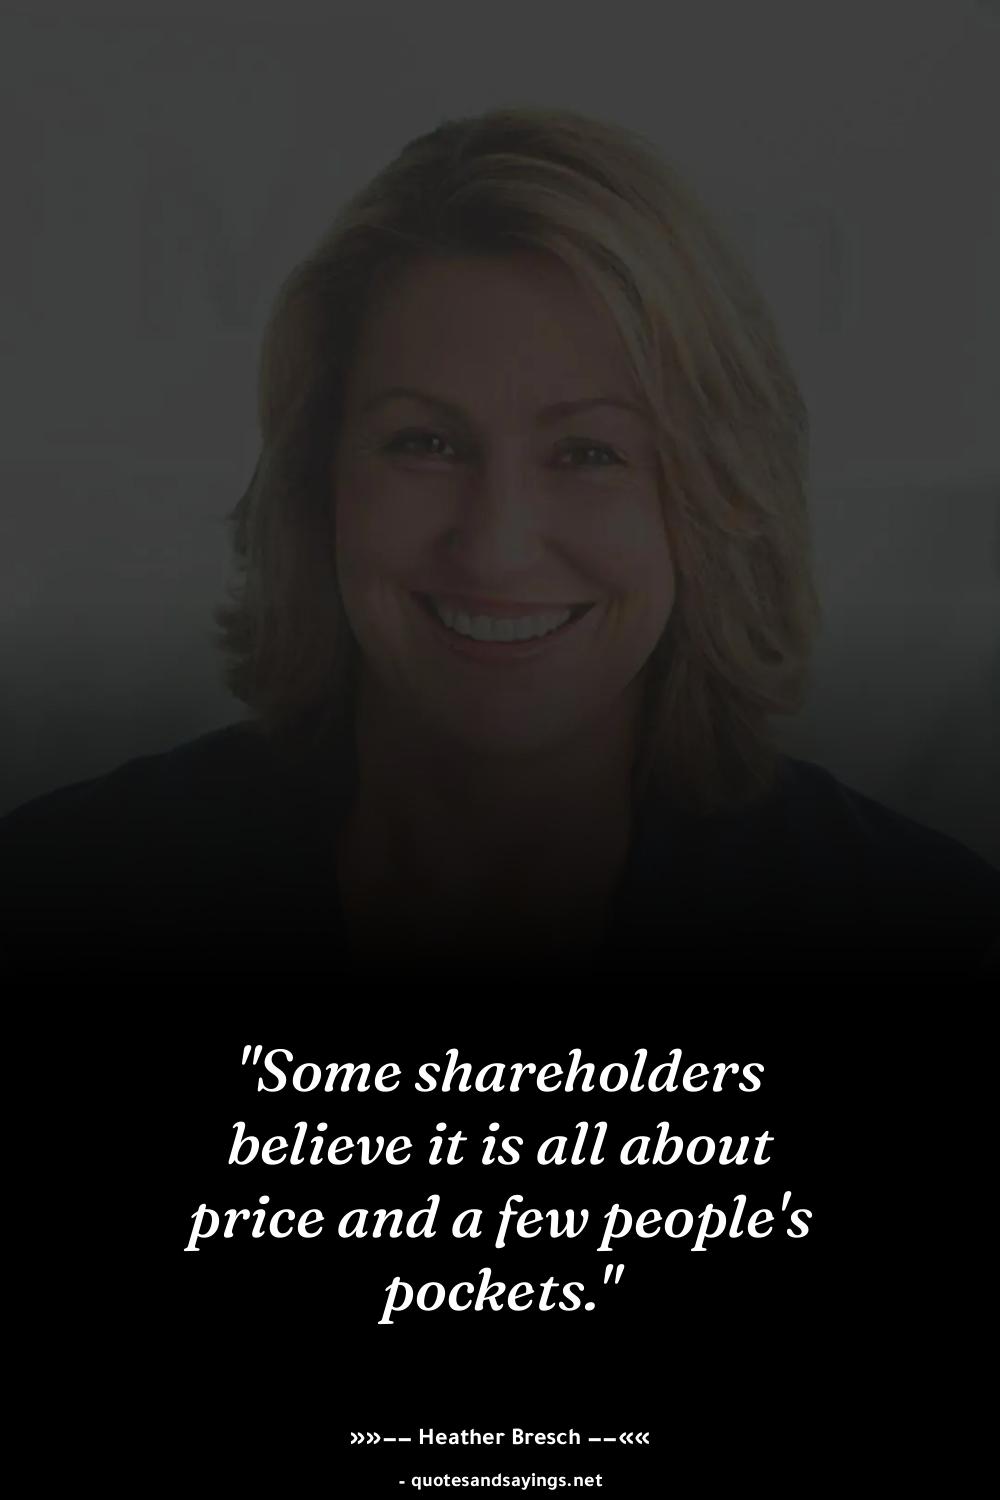 "Some shareholders
believe it is all about
price and a few people's
pockets."
»»–– Heather Bresch ––««
- quotesandsayings.net